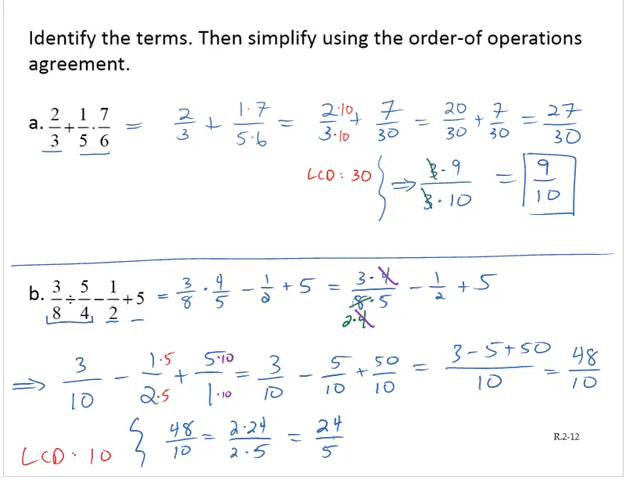 Identify the terms. Then simplify using the order-of operations
agreement.
a. 2/3 + 1/5 · 7/6 = 2/3 + 1·7/5·6 = 2·10/3·10 + 7/30 = 20/30 + 7/30 = 27/30
LCD: 30 } ⇒ 3·9/3·10 = 9/10
b. 3/8 ÷ 5/4 − 1/2 + 5 = 3/8 · 4/5 − 1/2 + 5 = 3·4/8·5 − 1/2 + 5
2·4
⇒ 3/10 − 1·5/2·5 + 5·10/1·10 = 3/10 − 5/10 + 50/10 = 3−5+50/10 = 48/10
LCD: 10 { 48/10 = 2·24/2·5 = 24/5
R.2-12